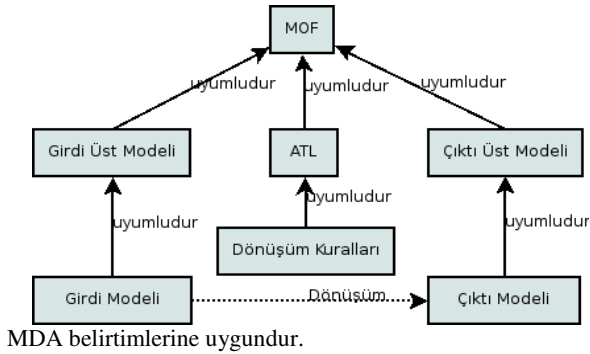 MOF
uyumludur
uyumludur
uyumludur
Girdi Üst Modeli
ATL
Çıktı Üst Modeli
uyumludur
uyumludur
uyumludur
Dönüşüm Kuralları
Girdi Modeli
Dönüşüm
Çıktı Modeli
MDA belirtimlerine uygundur.